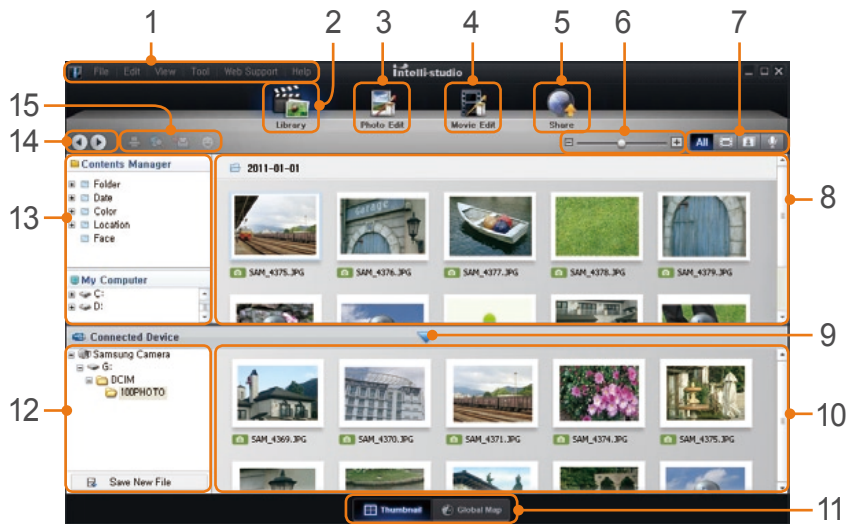 1 2 3 4 5 6 7
File Edit View Tool Web Support Help
Intelli-studio
Library Photo Edit Movie Edit Share
15
14
All
Contents Manager
2011-01-01
Folder
Date
Color
Location
Face
13
8
SAM_4375.JPG SAM_4376.JPG SAM_4377.JPG SAM_4378.JPG SAM_4379.JPG
garage
My Computer
C:
D:
Connected Device
9
Samsung Camera
G:
DCIM
100PHOTO
12
10
SAM_4369.JPG SAM_4370.JPG SAM_4371.JPG SAM_4374.JPG SAM_4375.JPG
Save New File
Thumbnail Global Map
11